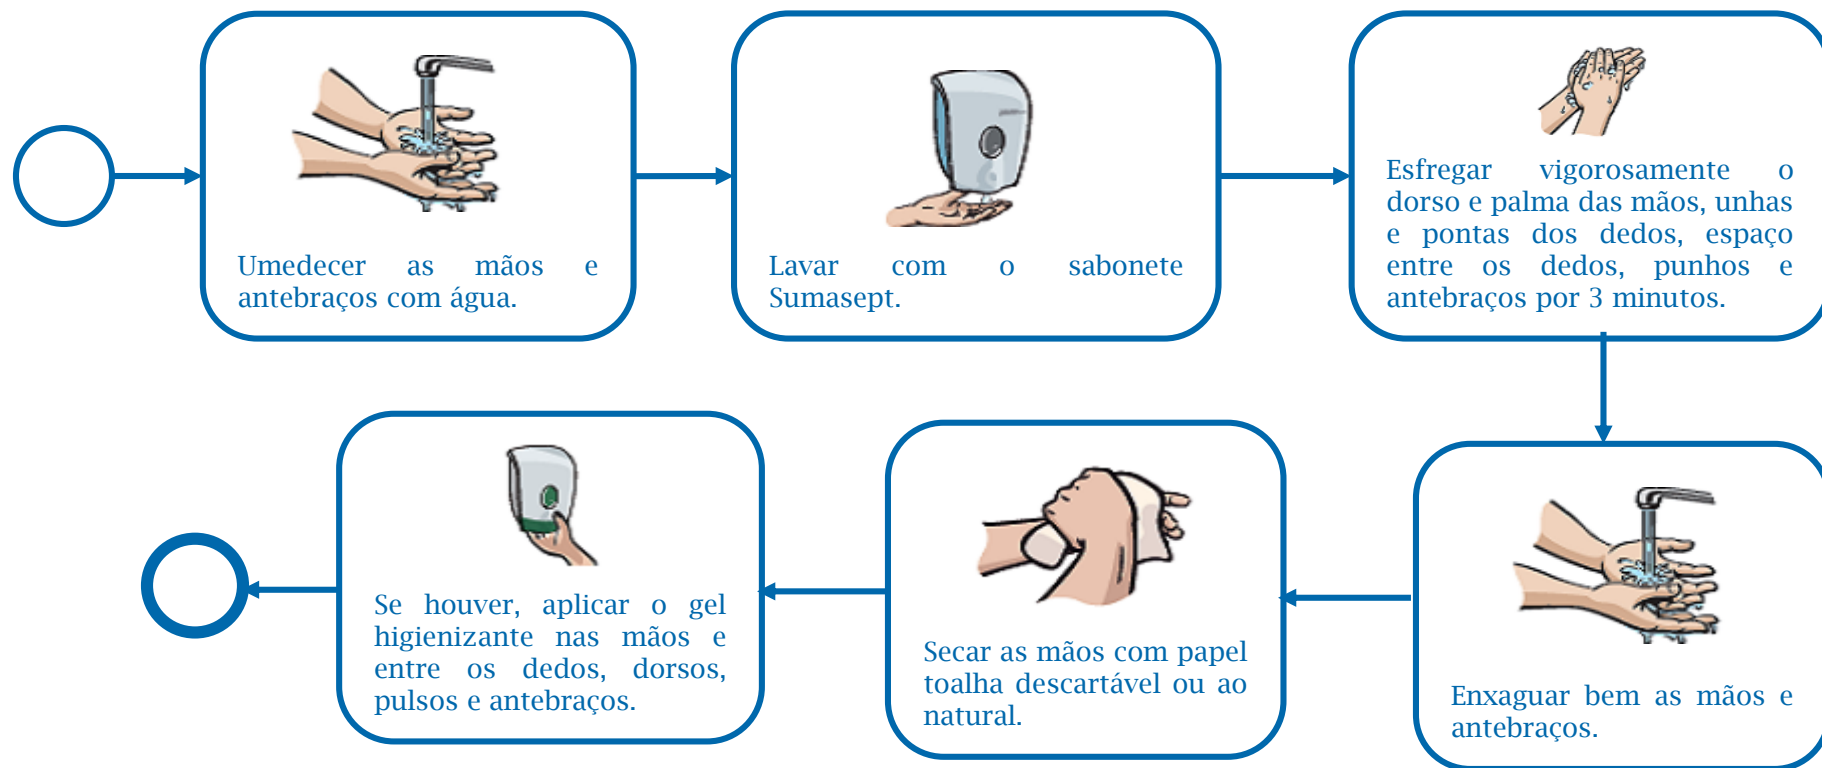 Umedecer as mãos e
antebraços com água.
Lavar com o sabonete
Sumasept.
Esfregar vigorosamente o
dorso e palma das mãos, unhas
e pontas dos dedos, espaço
entre os dedos, punhos e
antebraços por 3 minutos.
Enxaguar bem as mãos e
antebraços.
Secar as mãos com papel
toalha descartável ou ao
natural.
Se houver, aplicar o gel
higienizante nas mãos e
entre os dedos, dorsos,
pulsos e antebraços.